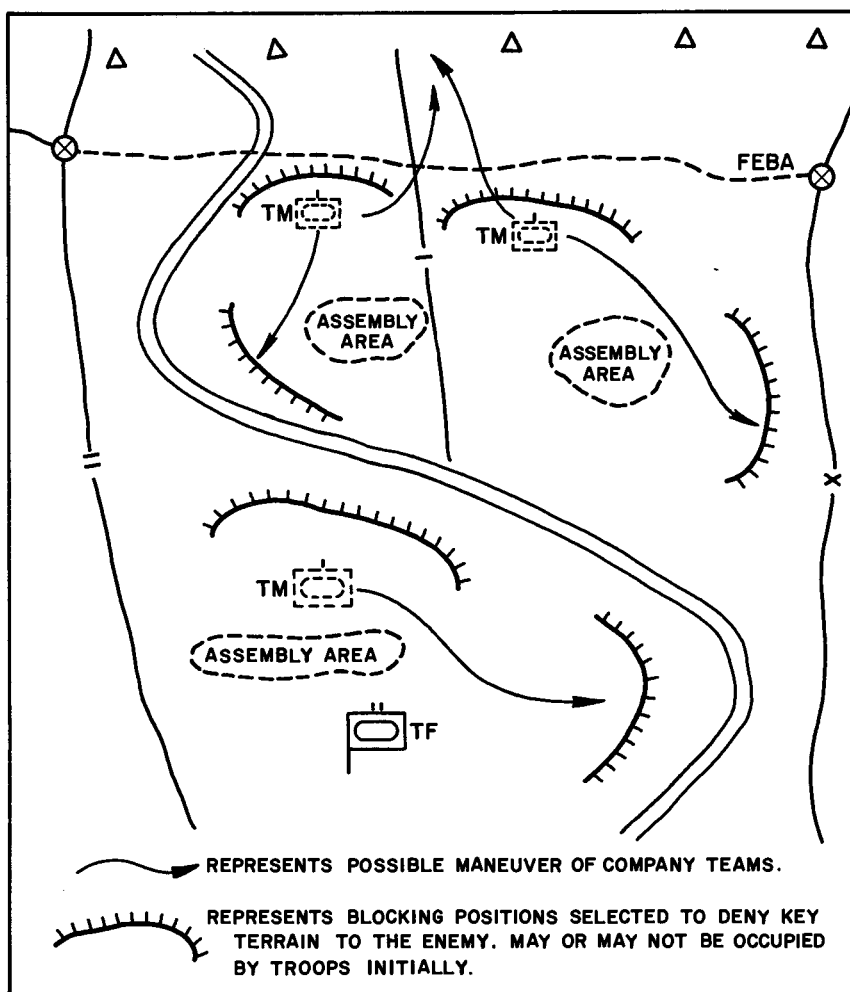 FEBA
TM
TM
ASSEMBLY
AREA
ASSEMBLY
AREA
TM
ASSEMBLY AREA
TF
REPRESENTS POSSIBLE MANEUVER OF COMPANY TEAMS.
REPRESENTS BLOCKING POSITIONS SELECTED TO DENY KEY
TERRAIN TO THE ENEMY. MAY OR MAY NOT BE OCCUPIED
BY TROOPS INITIALLY.